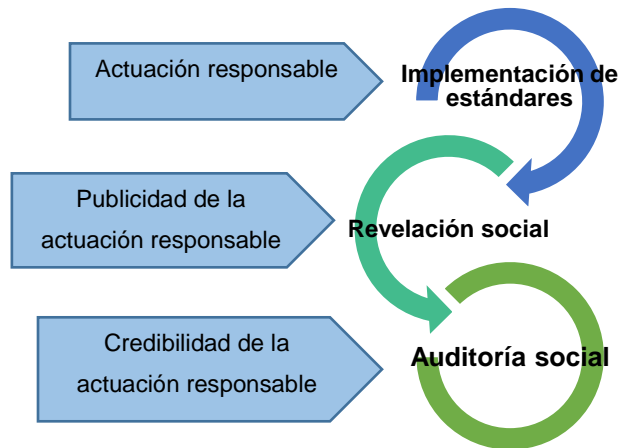 Actuación responsable
Implementación de
estándares
Publicidad de la
actuación responsable
Revelación social
Credibilidad de la
actuación responsable
Auditoría social